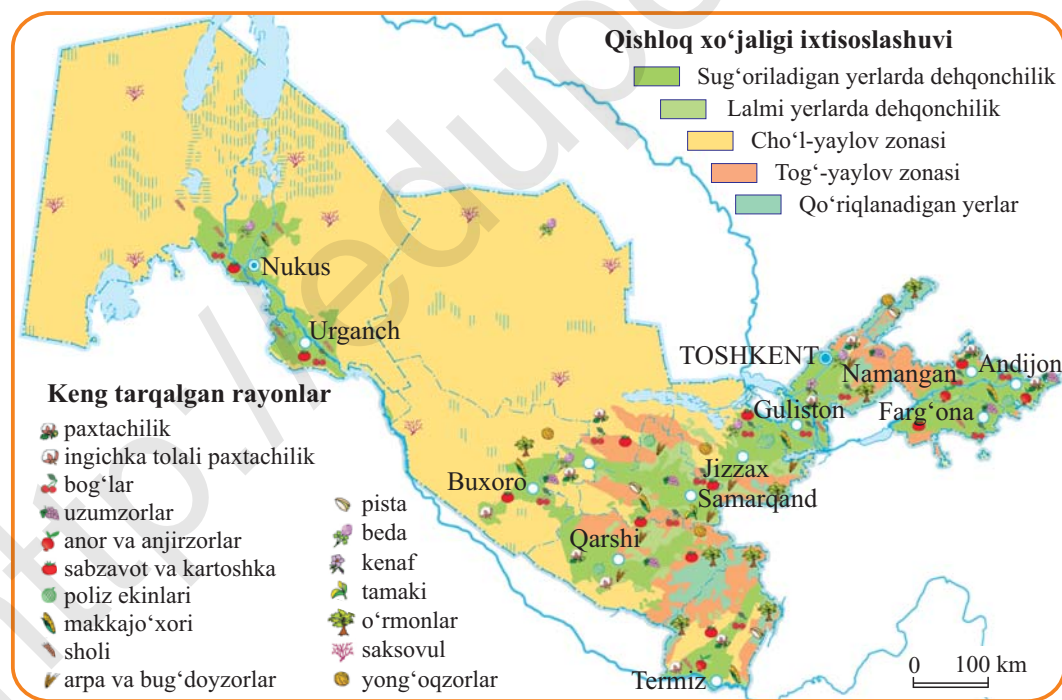 Qishloq xo‘jaligi ixtisoslashuvi
Sug‘oriladigan yerlarda dehqonchilik
Lalmi yerlarda dehqonchilik
Cho‘l-yaylov zonasi
Tog‘-yaylov zonasi
Qo‘riqlanadigan yerlar
Nukus
Urganch
TOSHKENT
Namangan
Andijon
Guliston
Farg‘ona
Jizzax
Buxoro
Samarqand
Qarshi
Termiz
Keng tarqalgan rayonlar
paxtachilik
ingichka tolali paxtachilik
bog‘lar
uzumzorlar
anor va anjirzorlar
sabzavot va kartoshka
poliz ekinlari
makkajo‘xori
sholi
arpa va bug‘doyzorlar
pista
beda
kenaf
tamaki
o‘rmonlar
saksovul
yong‘oqzorlar
0 100 km
http://edupo